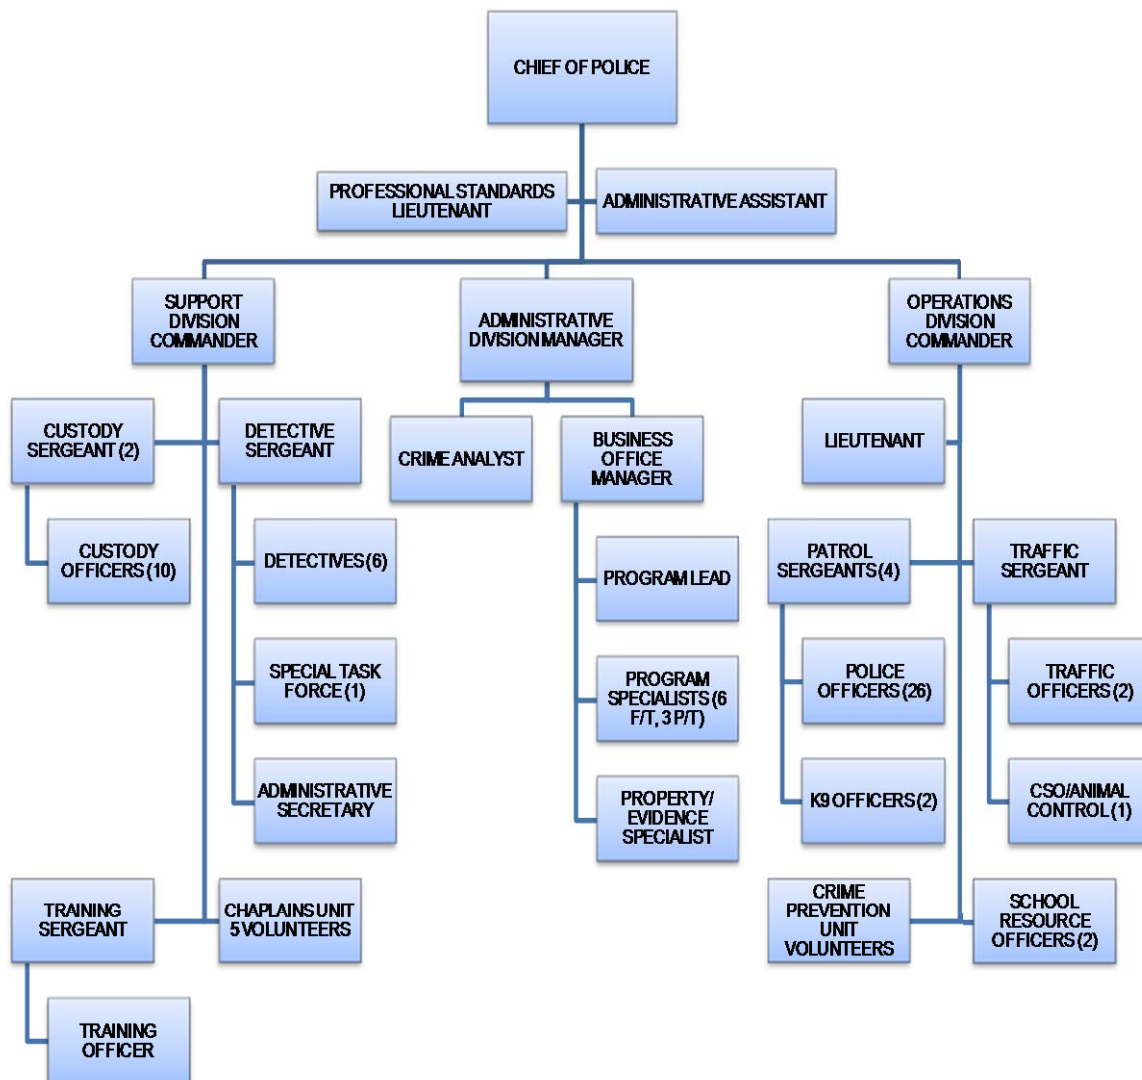 CHIEF OF POLICE
PROFESSIONAL STANDARDS
LIEUTENANT
ADMINISTRATIVE ASSISTANT
SUPPORT
DIVISION
COMMANDER
ADMINISTRATIVE
DIVISION MANAGER
OPERATIONS
DIVISION
COMMANDER
CUSTODY
SERGEANT (2)
DETECTIVE
SERGEANT
CRIME ANALYST
BUSINESS
OFFICE
MANAGER
LIEUTENANT
CUSTODY
OFFICERS (10)
DETECTIVES (6)
PROGRAM LEAD
PATROL
SERGEANTS (4)
TRAFFIC
SERGEANT
SPECIAL TASK
FORCE (1)
PROGRAM
SPECIALISTS (6
F/T, 3 P/T)
POLICE
OFFICERS (26)
TRAFFIC
OFFICERS (2)
ADMINISTRATIVE
SECRETARY
PROPERTY/
EVIDENCE
SPECIALIST
K9 OFFICERS (2)
CSO/ANIMAL
CONTROL (1)
TRAINING
SERGEANT
CHAPLAINS UNIT
5 VOLUNTEERS
CRIME
PREVENTION
UNIT
VOLUNTEERS
SCHOOL
RESOURCE
OFFICERS (2)
TRAINING
OFFICER